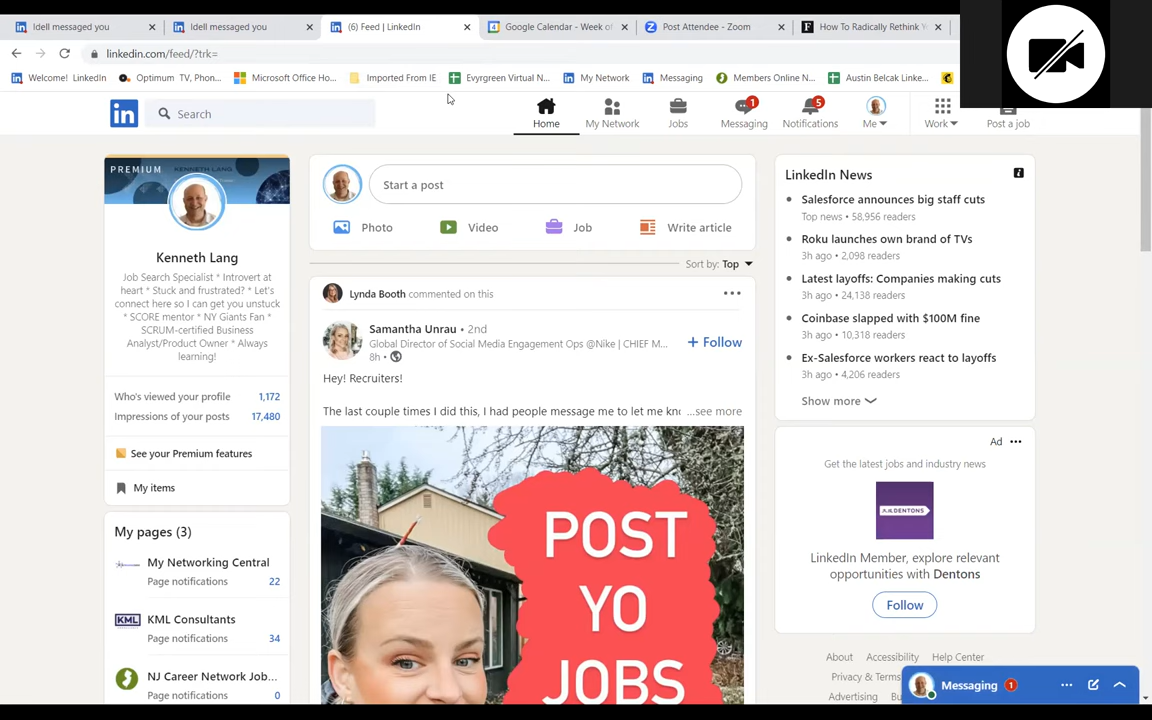 Idell messaged you
Idell messaged you
(6) Feed | LinkedIn
Google Calendar - Week of
Post Attendee - Zoom
How To Radically Rethink
linkedin.com/feed/?trk=
Welcome! LinkedIn
Optimum TV, Phon...
Microsoft Office Ho...
Imported From IE
Evyrgreen Virtual N...
My Network
Messaging
Members Online N...
Austin Belcak Linke...
in
Search
Home
My Network
Jobs
1
Messaging
5
Notifications
Me
Work
Post a job
PREMIUM
KENNETH LANG
Kenneth Lang
Job Search Specialist * Introvert at
heart * Stuck and frustrated? * Let's
connect here so I can get you unstuck
* SCORE mentor * NY Giants Fan *
SCRUM-certified Business
Analyst/Product Owner * Always
learning!
Who's viewed your profile 1,172
Impressions of your posts 17,480
See your Premium features
My items
My pages (3)
My Networking Central
Page notifications 22
KML
KML Consultants
Page notifications 34
NJ Career Network Job...
Page notifications 0
Start a post
Photo
Video
Job
Write article
Sort by: Top
Lynda Booth commented on this
Samantha Unrau • 2nd
Global Director of Social Media Engagement Ops @Nike | CHIEF M...
8h •
+ Follow
Hey! Recruiters!
The last couple times I did this, I had people message me to let me kno ...see more
POST
YO
JOBS
LinkedIn News
Salesforce announces big staff cuts
Top news • 58,956 readers
Roku launches own brand of TVs
3h ago • 2,098 readers
Latest layoffs: Companies making cuts
3h ago • 24,138 readers
Coinbase slapped with $100M fine
3h ago • 10,318 readers
Ex-Salesforce workers react to layoffs
3h ago • 4,206 readers
Show more
Ad
Get the latest jobs and industry news
DENTONS
LinkedIn Member, explore relevant
opportunities with Dentons
Follow
About Accessibility Help Center
Privacy & Terms
Advertising
Messaging 1